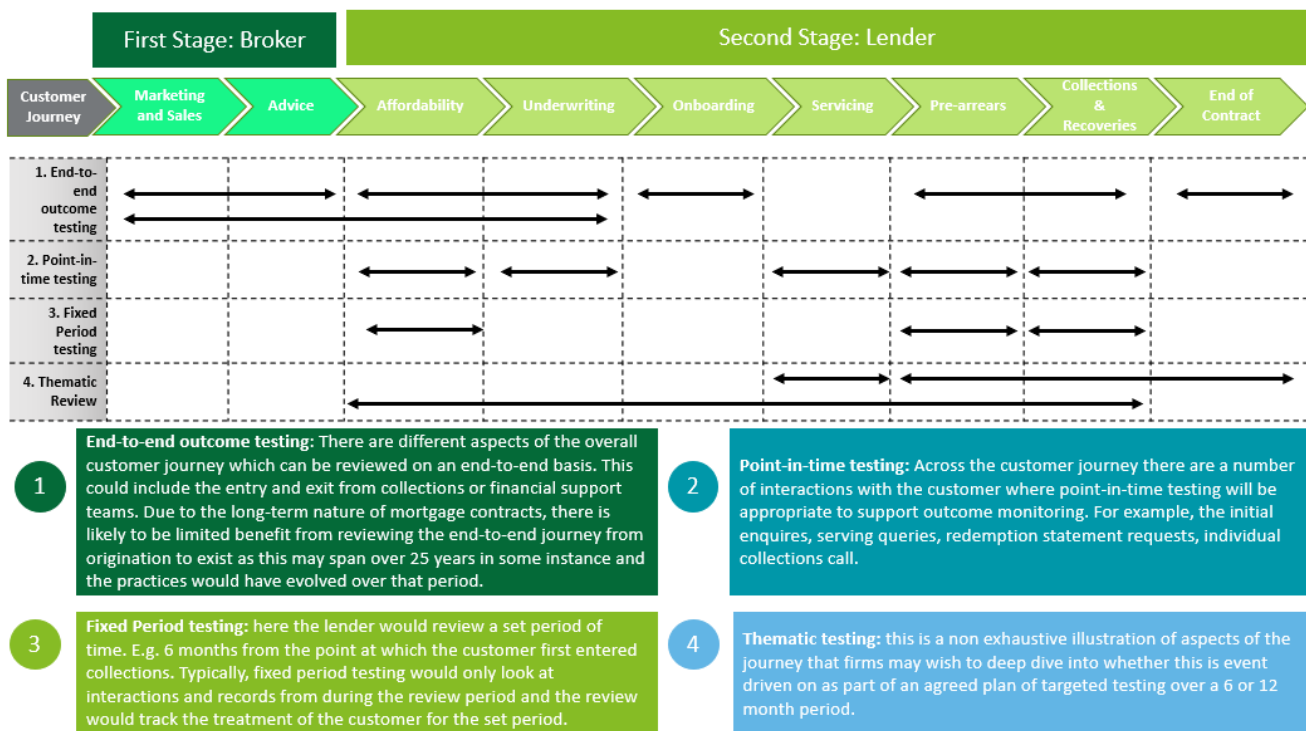 First Stage: Broker
Second Stage: Lender
Customer
Journey
Marketing
and Sales
Advice
Affordability
Underwriting
Onboarding
Servicing
Pre-arrears
Collections
&
Recoveries
End of
Contract
1. End-to-
end
outcome
testing
2. Point-in-
time testing
3. Fixed
Period
testing
4. Thematic
Review
1
End-to-end outcome testing: There are different aspects of the overall
customer journey which can be reviewed on an end-to-end basis. This
could include the entry and exit from collections or financial support
teams. Due to the long-term nature of mortgage contracts, there is
likely to be limited benefit from reviewing the end-to-end journey from
origination to exist as this may span over 25 years in some instance and
the practices would have evolved over that period.
2
Point-in-time testing: Across the customer journey there are a number
of interactions with the customer where point-in-time testing will be
appropriate to support outcome monitoring. For example, the initial
enquires, serving queries, redemption statement requests, individual
collections call.
3
Fixed Period testing: here the lender would review a set period of
time. E.g. 6 months from the point at which the customer first entered
collections. Typically, fixed period testing would only look at
interactions and records from during the review period and the review
would track the treatment of the customer for the set period.
4
Thematic testing: this is a non exhaustive illustration of aspects of the
journey that firms may wish to deep dive into whether this is event
driven on as part of an agreed plan of targeted testing over a 6 or 12
month period.